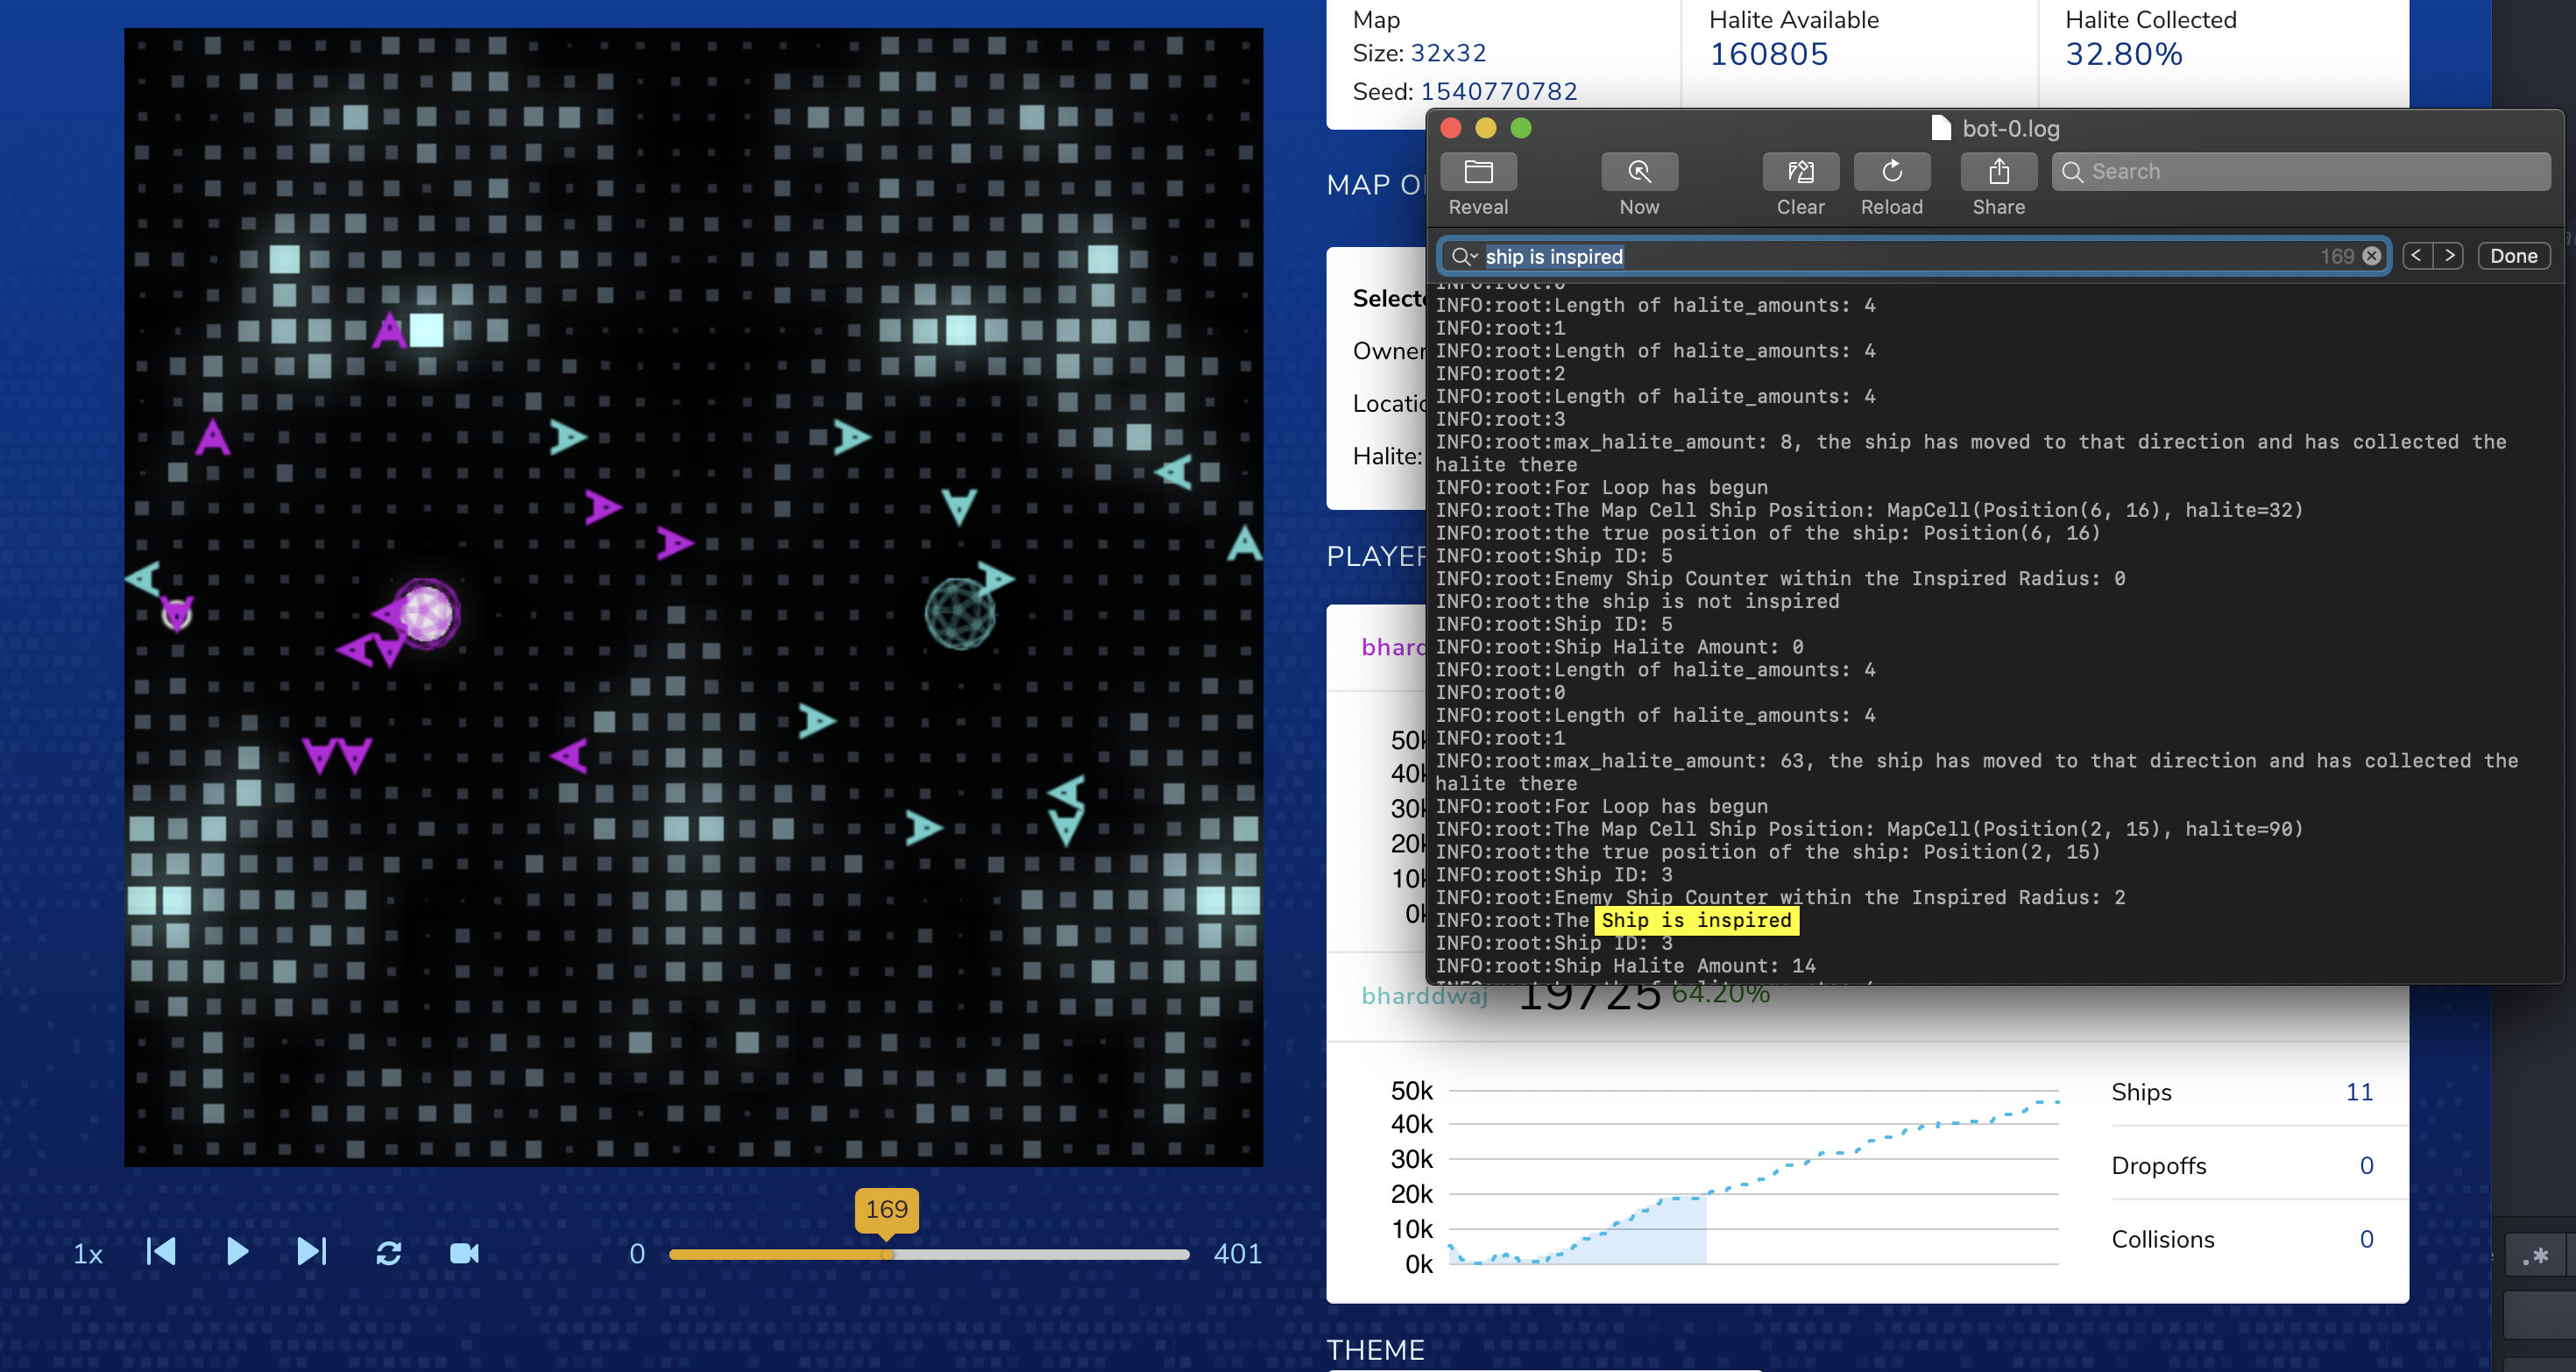 Map
Size: 32x32
Seed: 1540770782
Halite Available
160805
Halite Collected
32.80%
MAP
Owner
Halite:
50k
40k
30k
20k
10k
0k
bot-0.log
Reveal
Now
Clear
Reload
Share
Search
ship is inspired
169
Done
INFO:root:0
INFO:root:Length of halite_amounts: 4
INFO:root:1
INFO:root:Length of halite_amounts: 4
INFO:root:2
INFO:root:Length of halite_amounts: 4
INFO:root:3
INFO:root:max_halite_amount: 8, the ship has moved to that direction and has collected the
halite there
INFO:root:For Loop has begun
INFO:root:The Map Cell Ship Position: MapCell(Position(6, 16), halite=32)
INFO:root:the true position of the ship: Position(6, 16)
INFO:root:Ship ID: 5
INFO:root:Enemy Ship Counter within the Inspired Radius: 0
INFO:root:the ship is not inspired
INFO:root:Ship ID: 5
INFO:root:Ship Halite Amount: 0
INFO:root:Length of halite_amounts: 4
INFO:root:0
INFO:root:Length of halite_amounts: 4
INFO:root:1
INFO:root:max_halite_amount: 63, the ship has moved to that direction and has collected the
halite there
INFO:root:For Loop has begun
INFO:root:The Map Cell Ship Position: MapCell(Position(2, 15), halite=90)
INFO:root:the true position of the ship: Position(2, 15)
INFO:root:Ship ID: 3
INFO:root:Enemy Ship Counter within the Inspired Radius: 2
INFO:root:The Ship is inspired
INFO:root:Ship ID: 3
INFO:root:Ship Halite Amount: 14
bharddwaj 19725 64.20%
50k
40k
30k
20k
10k
0k
Ships 11
Dropoffs 0
Collisions 0
THEME
169
1x
0
401
.*